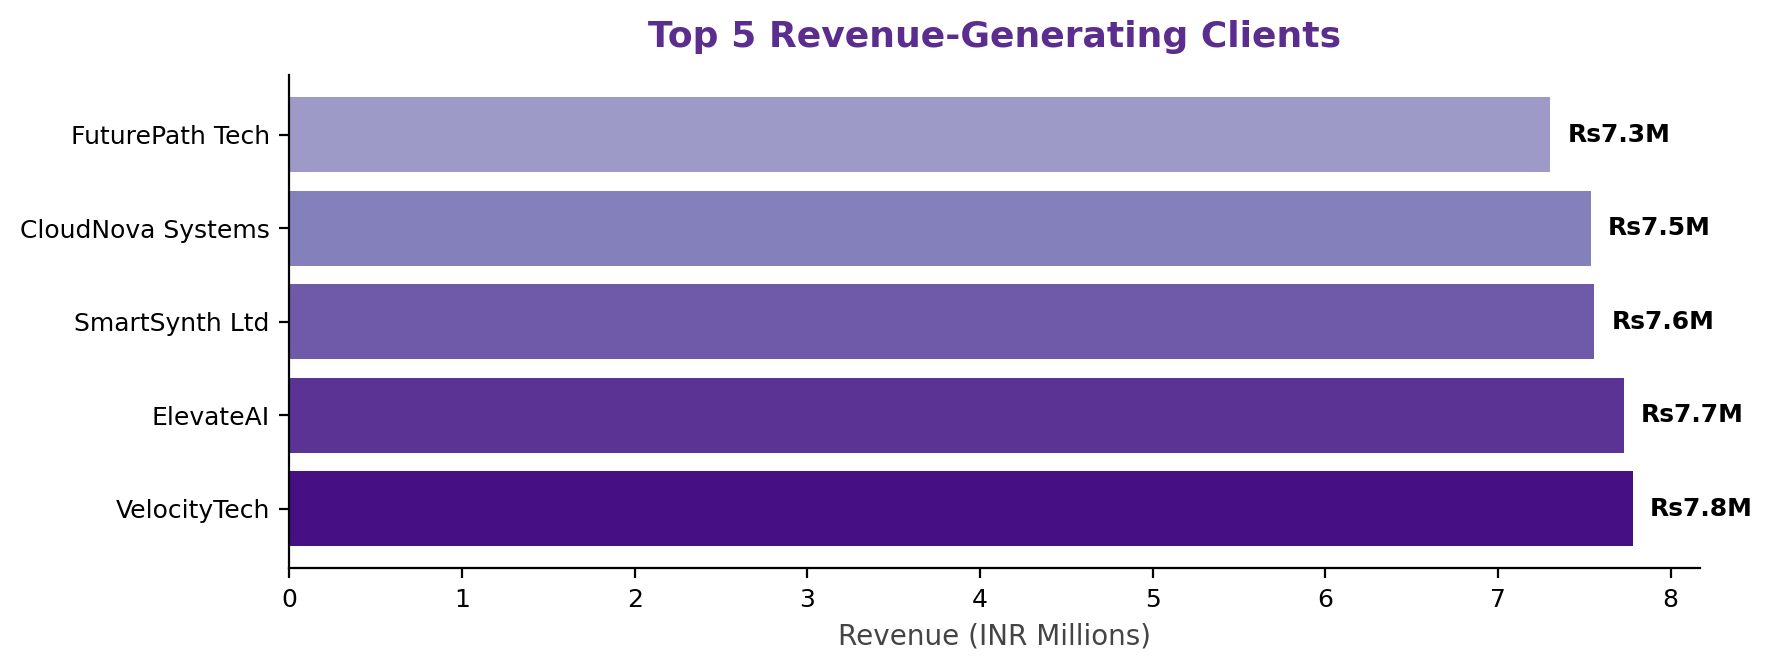 Top 5 Revenue-Generating Clients
FuturePath Tech
Rs7.3M
CloudNova Systems
Rs7.5M
SmartSynth Ltd
Rs7.6M
ElevateAI
Rs7.7M
VelocityTech
Rs7.8M
0 1 2 3 4 5 6 7 8
Revenue (INR Millions)